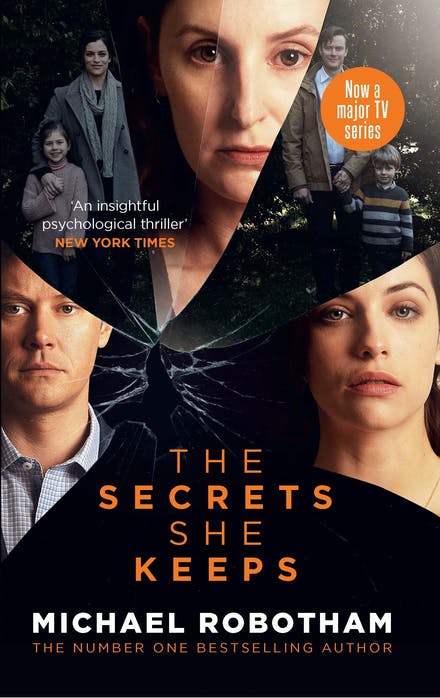 Now a
major TV
series
‘An insightful
psychological thriller’
NEW YORK TIMES
THE
SECRETS
SHE
KEEPS
MICHAEL ROBOTHAM
THE NUMBER ONE BESTSELLING AUTHOR